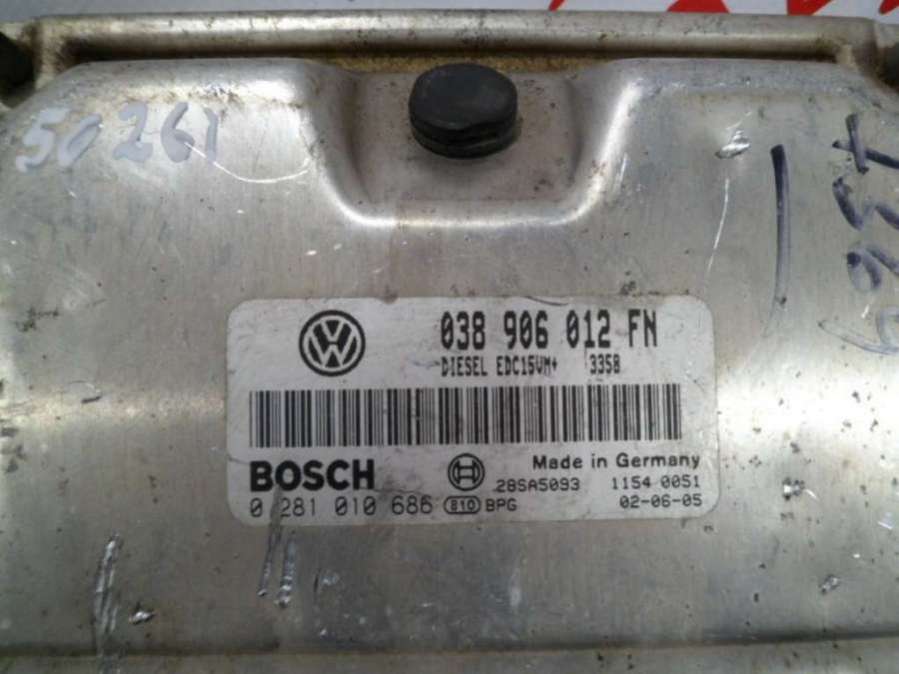 50261
038 906 012 FN
DIESEL EDC15VM+ 3358
BOSCH
Made in Germany
28SA5093 1154 0051
0 281 010 686 810 BPG 02-06-05